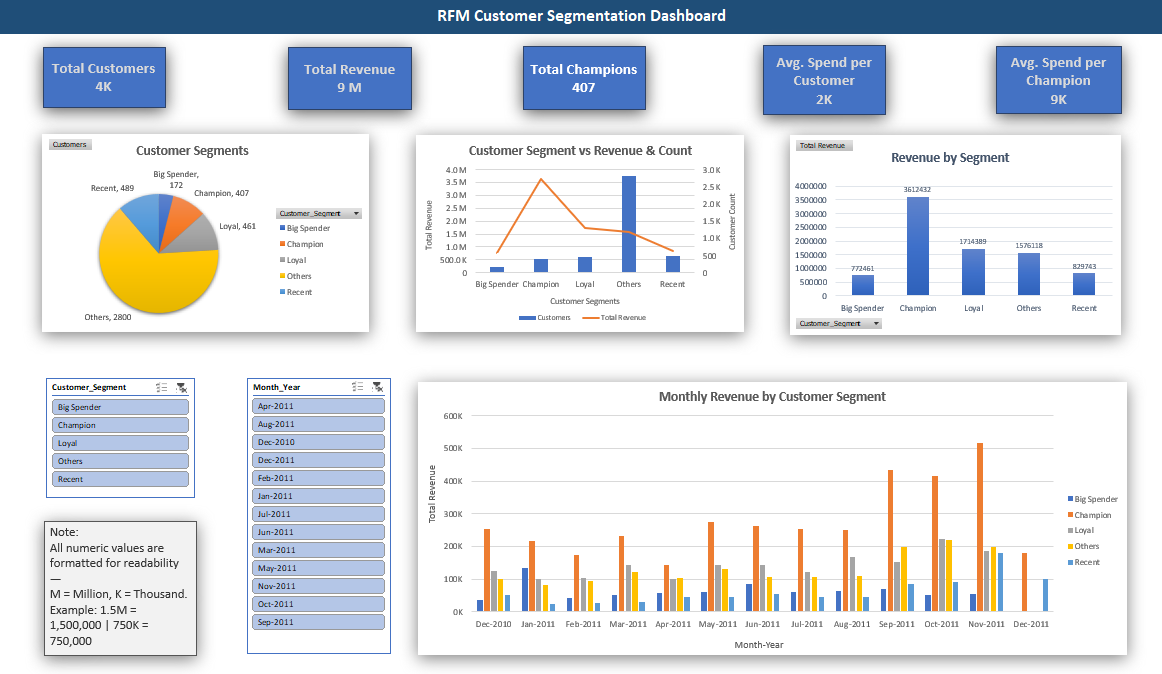 RFM Customer Segmentation Dashboard
Total Customers
4K
Total Revenue
9 M
Total Champions
407
Avg. Spend per
Customer
2K
Avg. Spend per
Champion
9K
Customers
Customer Segments
Big Spender,
172
Recent, 489
Champion, 407
Loyal, 461
Others, 2800
Customer_Segment
Big Spender
Champion
Loyal
Others
Recent
Customer Segment vs Revenue & Count
Total Revenue
4.0 M
3.5 M
3.0 M
2.5 M
2.0 M
1.5 M
1.0 M
500.0 K
0
3.0 K
2.5 K
2.0 K
1.5 K
1.0 K
500
0
Customer Count
Big Spender Champion Loyal Others Recent
Customer Segments
Customers Total Revenue
Total Revenue
Revenue by Segment
4000000
3500000
3000000
2500000
2000000
1500000
1000000
500000
0
772461
3612432
1714389
1576118
829743
Big Spender Champion Loyal Others Recent
Customer_Segment
Customer_Segment
Big Spender
Champion
Loyal
Others
Recent
Note:
All numeric values are
formatted for readability
—
M = Million, K = Thousand.
Example: 1.5M =
1,500,000 | 750K =
750,000
Month_Year
Apr-2011
Aug-2011
Dec-2010
Dec-2011
Feb-2011
Jan-2011
Jul-2011
Jun-2011
Mar-2011
May-2011
Nov-2011
Oct-2011
Sep-2011
Monthly Revenue by Customer Segment
Total Revenue
600K
500K
400K
300K
200K
100K
0K
Dec-2010 Jan-2011 Feb-2011 Mar-2011 Apr-2011 May-2011 Jun-2011 Jul-2011 Aug-2011 Sep-2011 Oct-2011 Nov-2011 Dec-2011
Month-Year
Big Spender
Champion
Loyal
Others
Recent